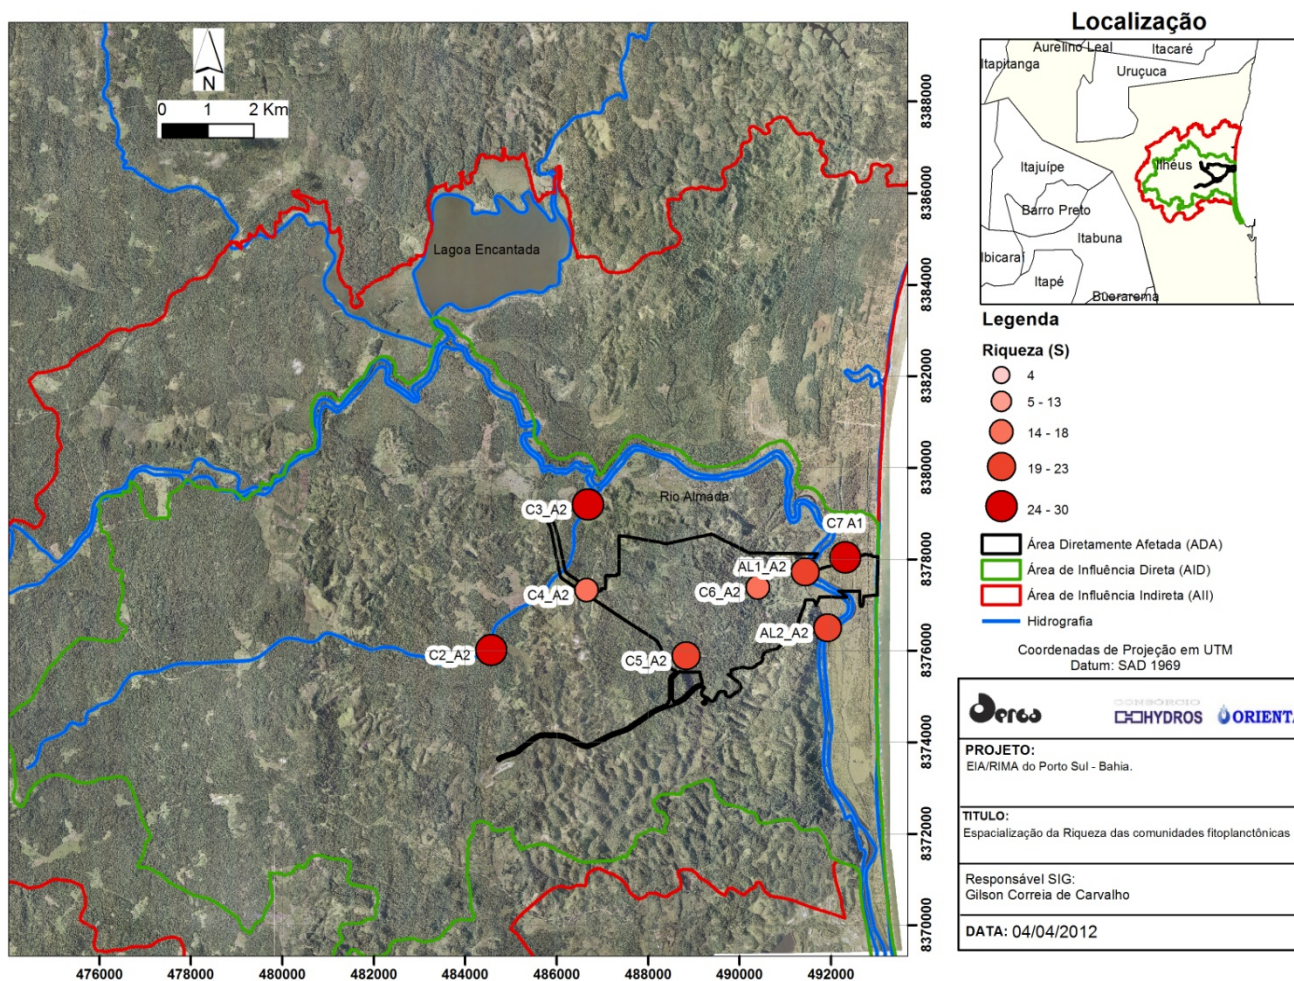 N
0 1 2 Km
Lagoa Encantada
Rio Almada
C3_A2
C7 A1
AL1_A2
C4_A2
C6_A2
AL2_A2
C2_A2
C5_A2
8388000
8386000
8384000
8382000
8380000
8378000
8376000
8374000
8372000
8370000
476000 478000 480000 482000 484000 486000 488000 490000 492000
Localização
Aurelino Leal
Itacaré
Itapitanga
Uruçuca
Itajuípe
Ilhéus
Barro Preto
Itabuna
Ibicaraí
Itapé
Buerarema
Legenda
Riqueza (S)
4
5 - 13
14 - 18
19 - 23
24 - 30
Área Diretamente Afetada (ADA)
Área de Influência Direta (AID)
Área de Influência Indireta (AII)
Hidrografia
Coordenadas de Projeção em UTM
Datum: SAD 1969
Derba
CONSÓRCIO
HYDROS ORIENTA
PROJETO:
EIA/RIMA do Porto Sul - Bahia.
TITULO:
Espacialização da Riqueza das comunidades fitoplanctônicas
Responsável SIG:
Gilson Correia de Carvalho
DATA: 04/04/2012